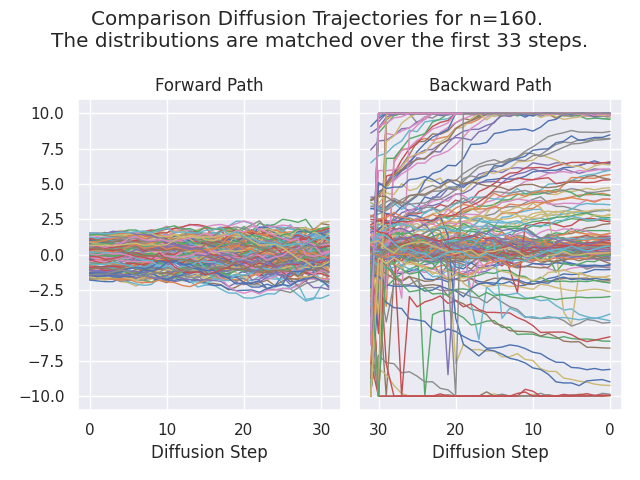 Comparison Diffusion Trajectories for n=160.
The distributions are matched over the first 33 steps.
Forward Path
Backward Path
10.0
7.5
5.0
2.5
0.0
−2.5
−5.0
−7.5
−10.0
0 10 20 30
30 20 10 0
Diffusion Step
Diffusion Step